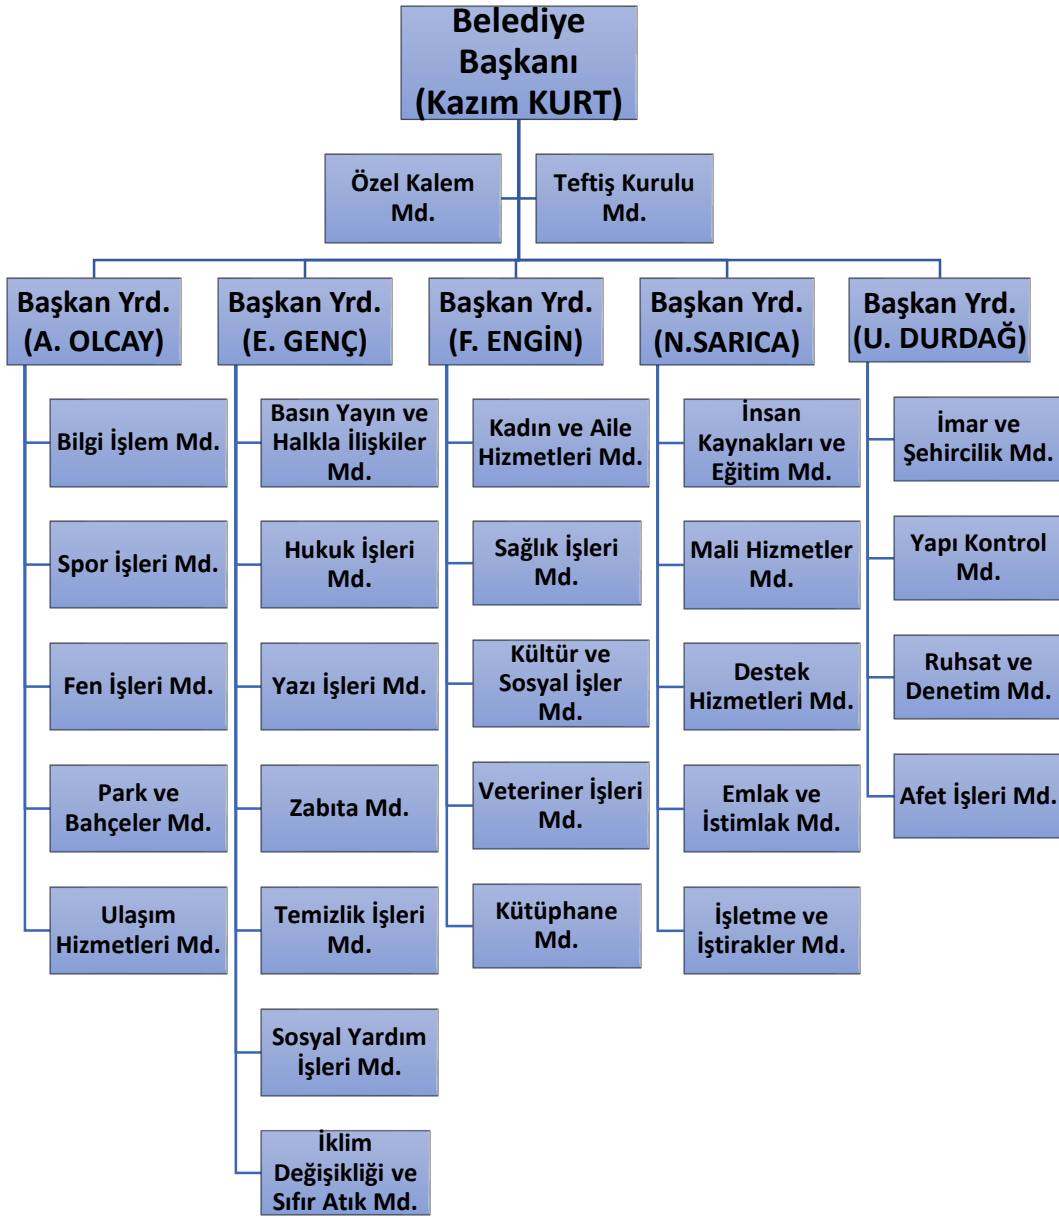 Belediye
Başkanı
(Kazım KURT)
Özel Kalem
Md.
Teftiş Kurulu
Md.
Başkan Yrd.
(A. OLCAY)
Bilgi İşlem Md.
Spor İşleri Md.
Fen İşleri Md.
Park ve
Bahçeler Md.
Ulaşım
Hizmetleri Md.
Başkan Yrd.
(E. GENÇ)
Basın Yayın ve
Halkla İlişkiler
Md.
Hukuk İşleri
Md.
Yazı İşleri Md.
Zabıta Md.
Temizlik İşleri
Md.
Sosyal Yardım
İşleri Md.
İklim
Değişikliği ve
Sıfır Atık Md.
Başkan Yrd.
(F. ENGİN)
Kadın ve Aile
Hizmetleri Md.
Sağlık İşleri
Md.
Kültür ve
Sosyal İşler
Md.
Veteriner İşleri
Md.
Kütüphane
Md.
Başkan Yrd.
(N.SARICA)
İnsan
Kaynakları ve
Eğitim Md.
Mali Hizmetler
Md.
Destek
Hizmetleri Md.
Emlak ve
İstimlak Md.
İşletme ve
İştirakler Md.
Başkan Yrd.
(U. DURDAĞ)
İmar ve
Şehircilik Md.
Yapı Kontrol
Md.
Ruhsat ve
Denetim Md.
Afet İşleri Md.